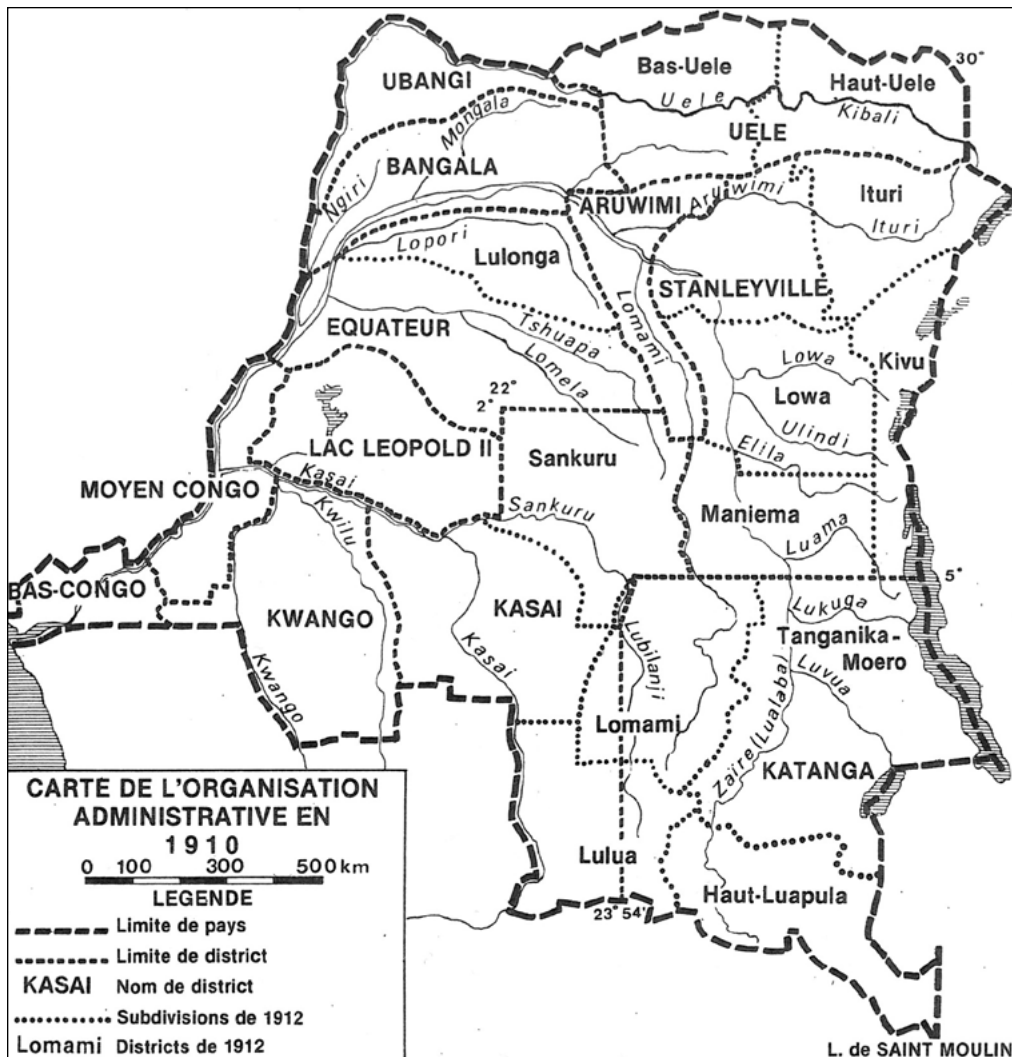 UBANGI
Bas-Uele
Haut-Uele
30°
Uele
Kibali
Mongala
UELE
BANGALA
Ngiri
ARUWIMI
Aruwimi
Ituri
Ituri
Lopori
Lulonga
STANLEYVILLE
EQUATEUR
Tshuapa
Lomami
Lomela
Lowa
Kivu
Lowa
22°
2°
Ulindi
LAC LEOPOLD II
Sankuru
Elila
Kasai
MOYEN CONGO
Kwilu
Sankuru
Maniema
Luama
BAS-CONGO
5°
KASAI
Lukuga
KWANGO
Tanganika-
Moero
Lubilanji
Kasai
Luvua
Kwango
Lomami
Zaïre(Lualaba)
KATANGA
Lulua
Haut-Luapula
23° 54'
CARTE DE L'ORGANISATION
ADMINISTRATIVE EN
1910
0 100 300 500 km
LEGENDE
Limite de pays
Limite de district
KASAI Nom de district
Subdivisions de 1912
Lomami Districts de 1912
L. de SAINT MOULIN